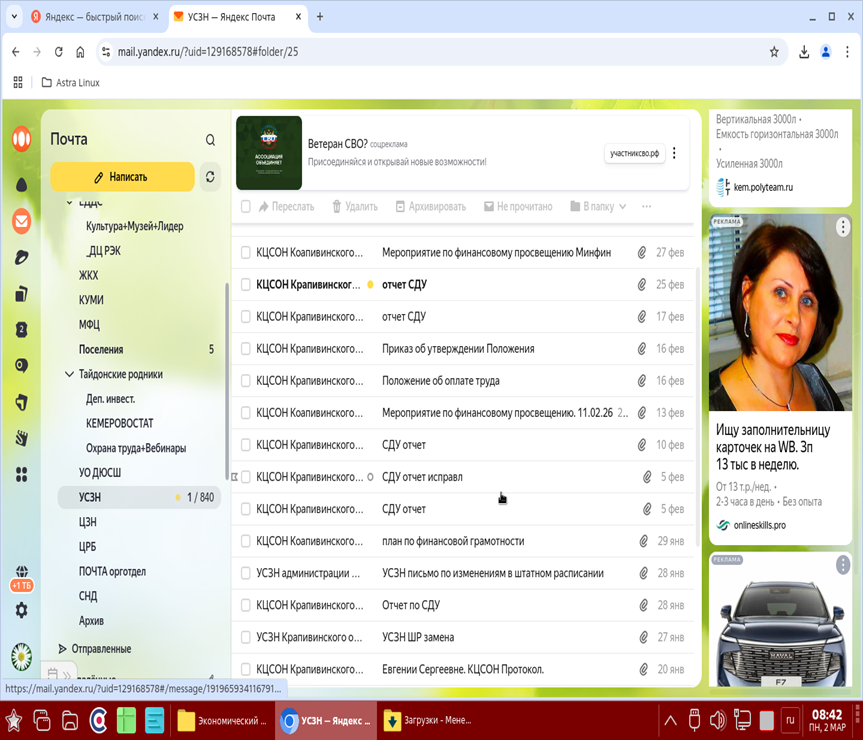 Яндекс — быстрый поис
УСЗН — Яндекс Почта
mail.yandex.ru/?uid=129168578#folder/25
Astra Linux
Почта
Написать
ЕДДС
Культура+Музей+Лидер
_ДЦ РЭК
ЖКХ
КУМИ
МФЦ
Поселения 5
Тайдонские родники
Деп. инвест.
КЕМЕРОВОСТАТ
Охрана труда+Вебинары
УО ДЮСШ
УСЗН 1 / 840
ЦЗН
ЦРБ
ПОЧТА орготдел
СНД
Архив
Отправленные
2
+1 ТБ
Ветеран СВО? соцреклама
Присоединяйся и открывай новые возможности!
АССОЦИАЦИЯ
ОБЪЕДИНЯЕТ
участниксво.рф
Переслать Удалить Архивировать Не прочитано В папку
КЦСОН Коапивинского... Мероприятие по финансовому просвещению Минфин 27 фев
КЦСОН Крапивинског... отчет СДУ 25 фев
КЦСОН Крапивинского... отчет СДУ 17 фев
КЦСОН Крапивинского... Приказ об утверждении Положения 16 фев
КЦСОН Крапивинского... Положение об оплате труда 16 фев
КЦСОН Коапивинского... Мероприятие по финансовому просвещению. 11.02.26 2... 13 фев
КЦСОН Крапивинского... СДУ отчет 10 фев
КЦСОН Крапивинского... СДУ отчет исправл 5 фев
КЦСОН Крапивинского... СДУ отчет 5 фев
КЦСОН Коапивинского... план по финансовой грамотности 29 янв
УСЗН администрации ... УСЗН письмо по изменениям в штатном расписании 28 янв
КЦСОН Крапивинского... Отчет по СДУ 28 янв
УСЗН Крапивинского о... УСЗН ШР замена 27 янв
КЦСОН Крапивинского... Евгении Сергеевне. КЦСОН Протокол. 20 янв
Вертикальная 3000л •
Емкость горизонтальная 3000л
•
Усиленная 3000л
kem.polyteam.ru
РЕКЛАМА
Ищу заполнительницу
карточек на WB. Зп
13 тыс в неделю.
От 13 т.р./нед. •
2-3 часа в день • Без опыта
onlineskills.pro
РЕКЛАМА
HAVAL
F7
https://mail.yandex.ru/?uid=129168578#/message/191965934116791...
Экономический ...
УСЗН — Яндекс ...
Загрузки - Мене...
ru
08:42
ПН, 2 МАР